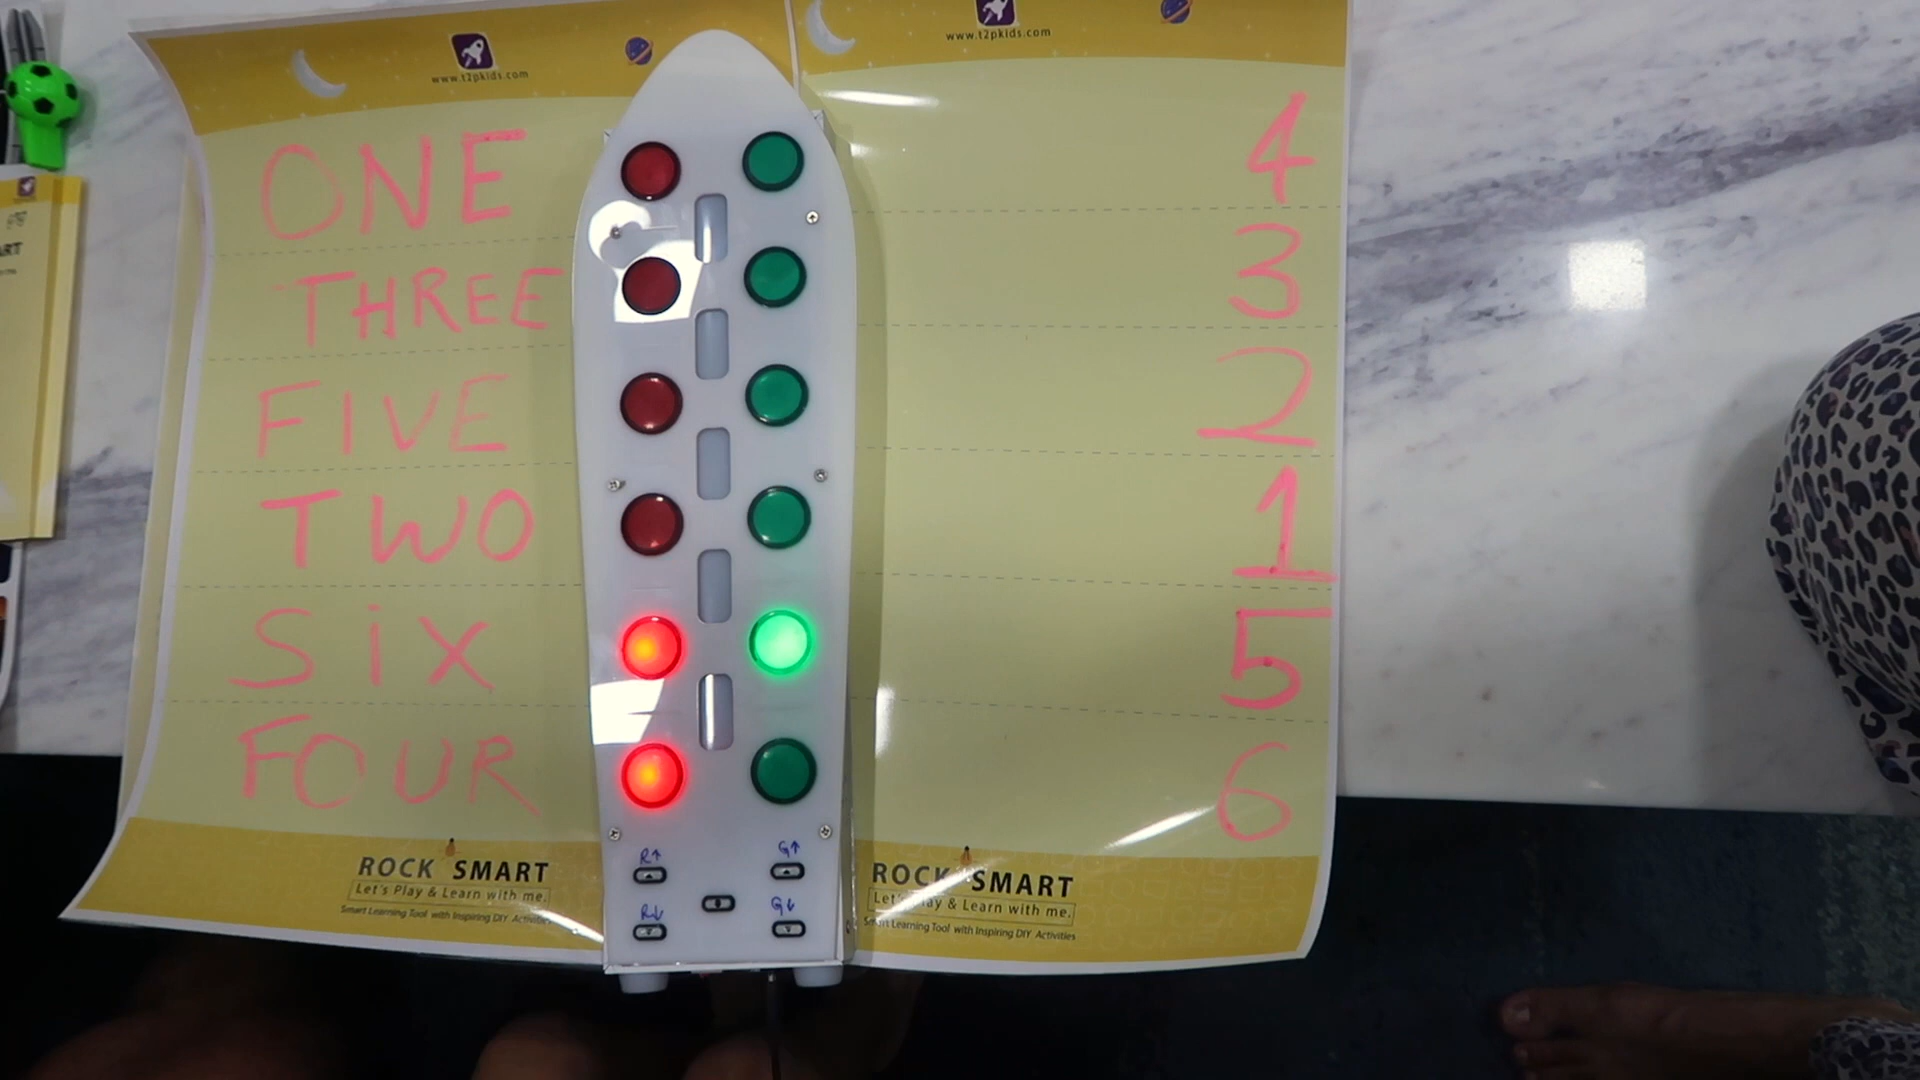 www.t2pkids.com
www.t2pkids.com
ONE
4
THREE
3
FIVE
2
TWO
1
SiX
5
FOUR
6
R↑
G↑
R↓
G↓
ROCK SMART
Let's Play & Learn with me.
Smart Learning Tool with Inspiring DIY Activities
ROCK SMART
Let's Play & Learn with me.
Smart Learning Tool with Inspiring DIY Activities
ART